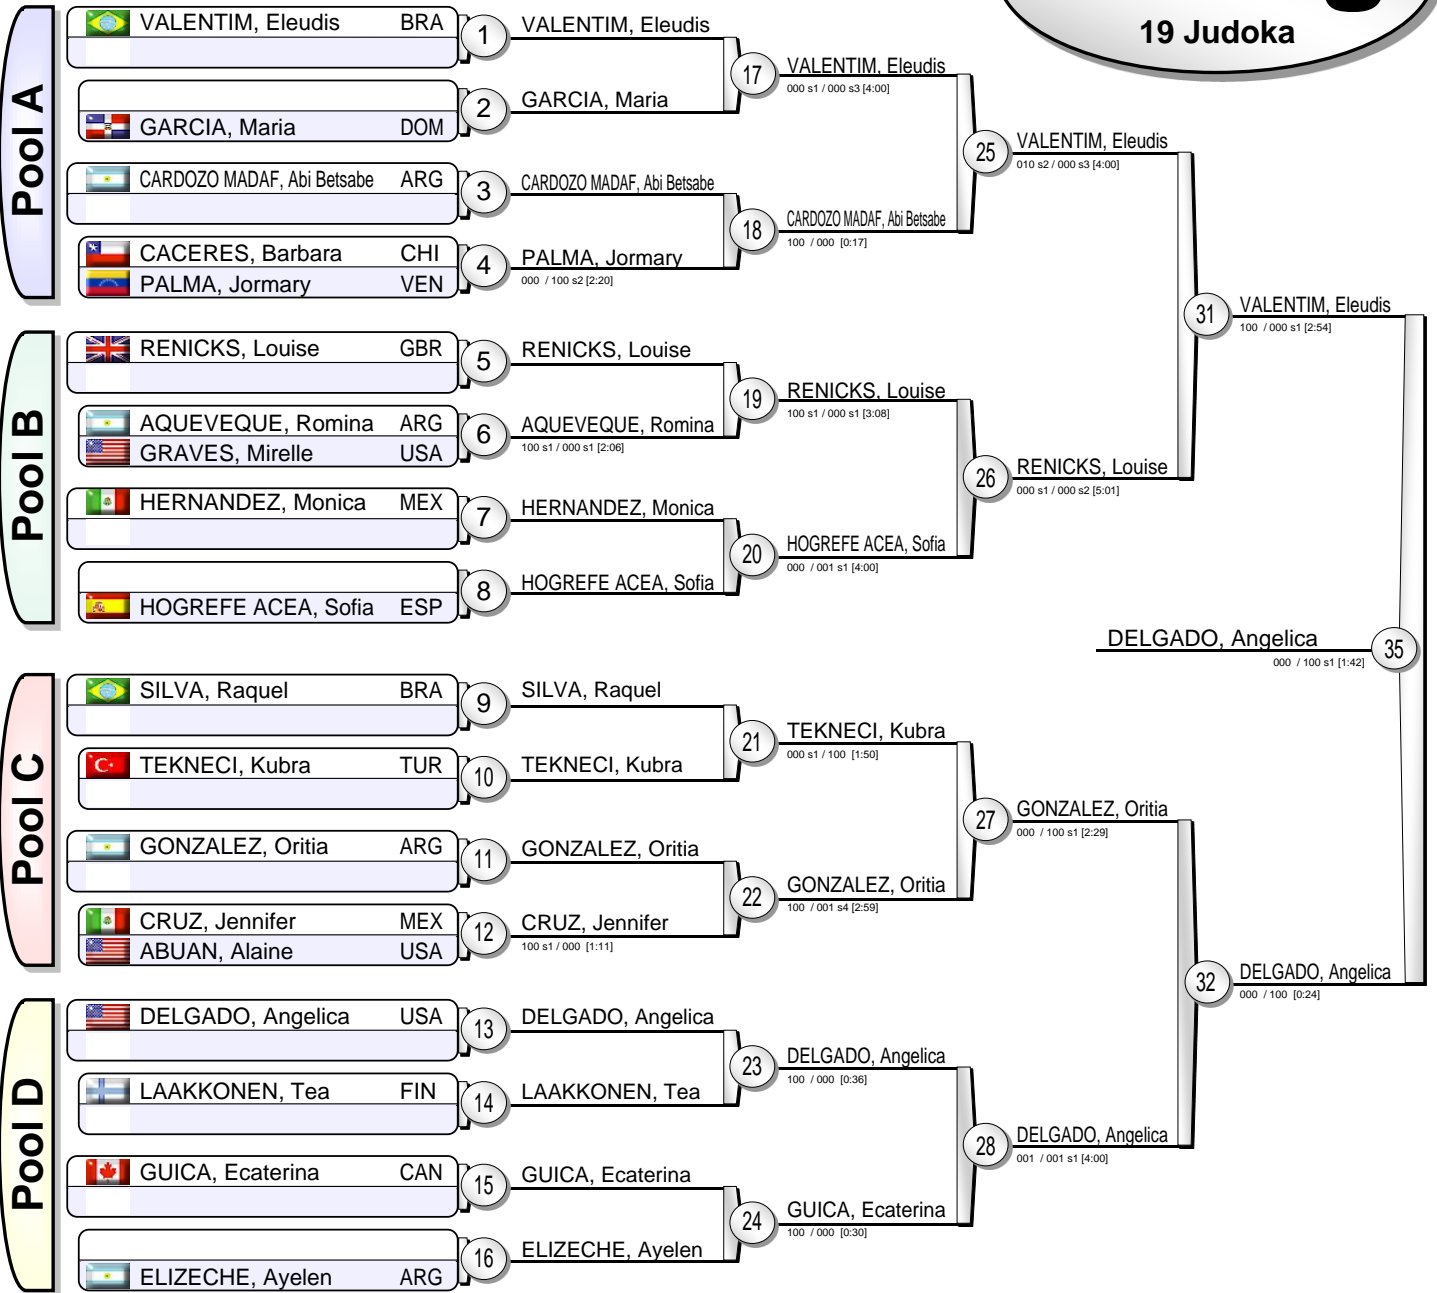 19 Judoka
Pool A
VALENTIM, Eleudis BRA
1
VALENTIM, Eleudis
GARCIA, Maria DOM
2
GARCIA, Maria
17
VALENTIM, Eleudis
000 s1 / 000 s3 [4:00]
CARDOZO MADAF, Abi Betsabe ARG
3
CARDOZO MADAF, Abi Betsabe
CACERES, Barbara CHI
PALMA, Jormary VEN
4
PALMA, Jormary
000 / 100 s2 [2:20]
18
CARDOZO MADAF, Abi Betsabe
100 / 000 [0:17]
25
VALENTIM, Eleudis
010 s2 / 000 s3 [4:00]
Pool B
RENICKS, Louise GBR
5
RENICKS, Louise
AQUEVEQUE, Romina ARG
GRAVES, Mirelle USA
6
AQUEVEQUE, Romina
100 s1 / 000 s1 [2:06]
19
RENICKS, Louise
100 s1 / 000 s1 [3:08]
HERNANDEZ, Monica MEX
7
HERNANDEZ, Monica
HOGREFE ACEA, Sofia ESP
8
HOGREFE ACEA, Sofia
20
HOGREFE ACEA, Sofia
000 / 001 s1 [4:00]
26
RENICKS, Louise
000 s1 / 000 s2 [5:01]
31
VALENTIM, Eleudis
100 / 000 s1 [2:54]
DELGADO, Angelica
000 / 100 s1 [1:42]
35
Pool C
SILVA, Raquel BRA
9
SILVA, Raquel
TEKNECI, Kubra TUR
10
TEKNECI, Kubra
21
TEKNECI, Kubra
000 s1 / 100 [1:50]
GONZALEZ, Oritia ARG
11
GONZALEZ, Oritia
CRUZ, Jennifer MEX
ABUAN, Alaine USA
12
CRUZ, Jennifer
100 s1 / 000 [1:11]
22
GONZALEZ, Oritia
100 / 001 s4 [2:59]
27
GONZALEZ, Oritia
000 / 100 s1 [2:29]
Pool D
DELGADO, Angelica USA
13
DELGADO, Angelica
LAAKKONEN, Tea FIN
14
LAAKKONEN, Tea
23
DELGADO, Angelica
100 / 000 [0:36]
GUICA, Ecaterina CAN
15
GUICA, Ecaterina
ELIZECHE, Ayelen ARG
16
ELIZECHE, Ayelen
24
GUICA, Ecaterina
100 / 000 [0:30]
28
DELGADO, Angelica
001 / 001 s1 [4:00]
32
DELGADO, Angelica
000 / 100 [0:24]